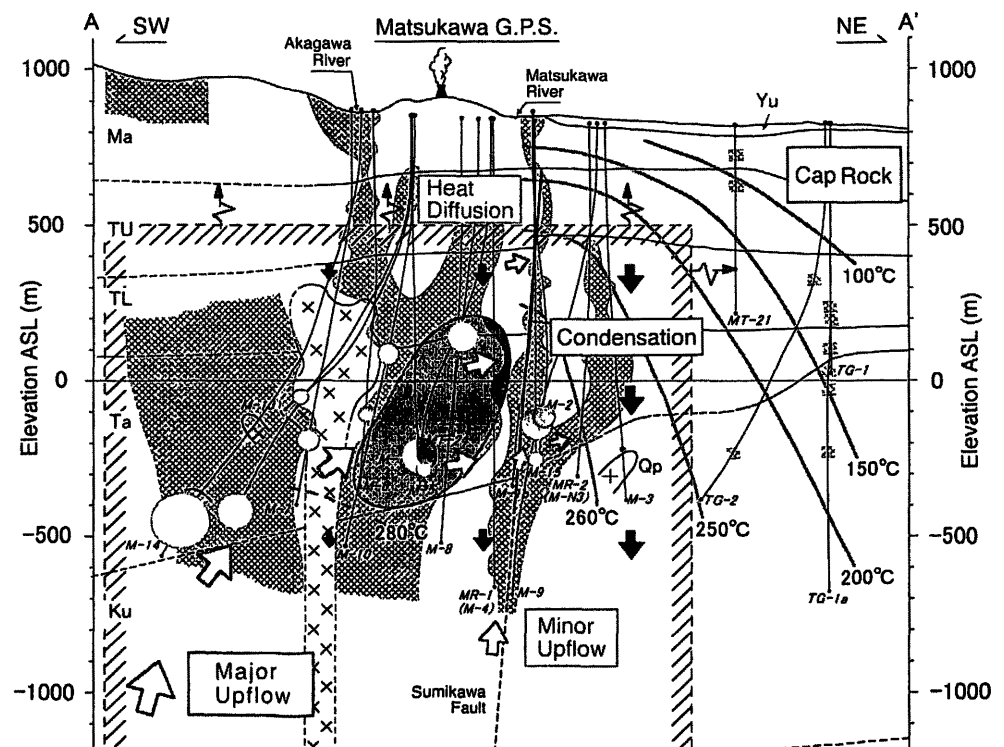 A
SW
Matsukawa G.P.S.
NE
A'
Akagawa
River
Matsukawa
River
Yu
1000
1000
Ma
Cap Rock
Heat
Diffusion
500
500
TU
100°C
TL
MT-21
Condensation
Elevation ASL (m)
Elevation ASL (m)
0
0
TG-1
Ta
M-2
150°C
Qp
MR-2
(M-N3)
M-3
TG-2
260°C
250°C
280°C
-500
-500
M-14
M-10
M-8
200°C
MR-1
(M-4)
M-9
TG-1a
Ku
Minor
Upflow
Major
Upflow
-1000
-1000
Sumikawa
Fault